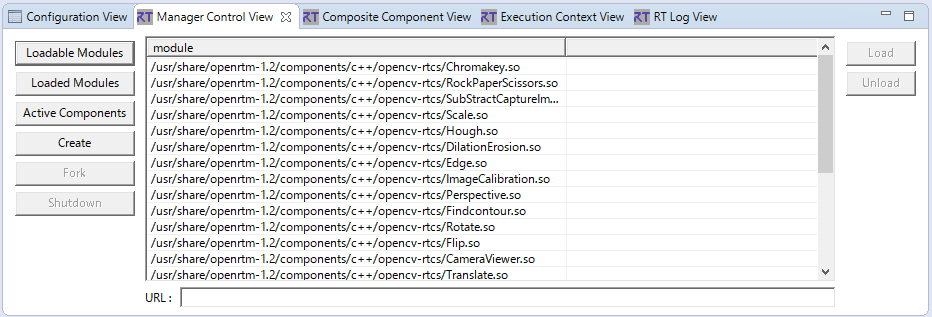 Configuration View RT Manager Control View RT Composite Component View RT Execution Context View RT RT Log View
Loadable Modules
Loaded Modules
Active Components
Create
Fork
Shutdown
module
/usr/share/openrtm-1.2/components/c++/opencv-rtcs/Chromakey.so
/usr/share/openrtm-1.2/components/c++/opencv-rtcs/RockPaperScissors.so
/usr/share/openrtm-1.2/components/c++/opencv-rtcs/SubStractCaptureIm...
/usr/share/openrtm-1.2/components/c++/opencv-rtcs/Scale.so
/usr/share/openrtm-1.2/components/c++/opencv-rtcs/Hough.so
/usr/share/openrtm-1.2/components/c++/opencv-rtcs/DilationErosion.so
/usr/share/openrtm-1.2/components/c++/opencv-rtcs/Edge.so
/usr/share/openrtm-1.2/components/c++/opencv-rtcs/ImageCalibration.so
/usr/share/openrtm-1.2/components/c++/opencv-rtcs/Perspective.so
/usr/share/openrtm-1.2/components/c++/opencv-rtcs/Findcontour.so
/usr/share/openrtm-1.2/components/c++/opencv-rtcs/Rotate.so
/usr/share/openrtm-1.2/components/c++/opencv-rtcs/Flip.so
/usr/share/openrtm-1.2/components/c++/opencv-rtcs/CameraViewer.so
/usr/share/openrtm-1.2/components/c++/opencv-rtcs/Translate.so
URL:
Load
Unload